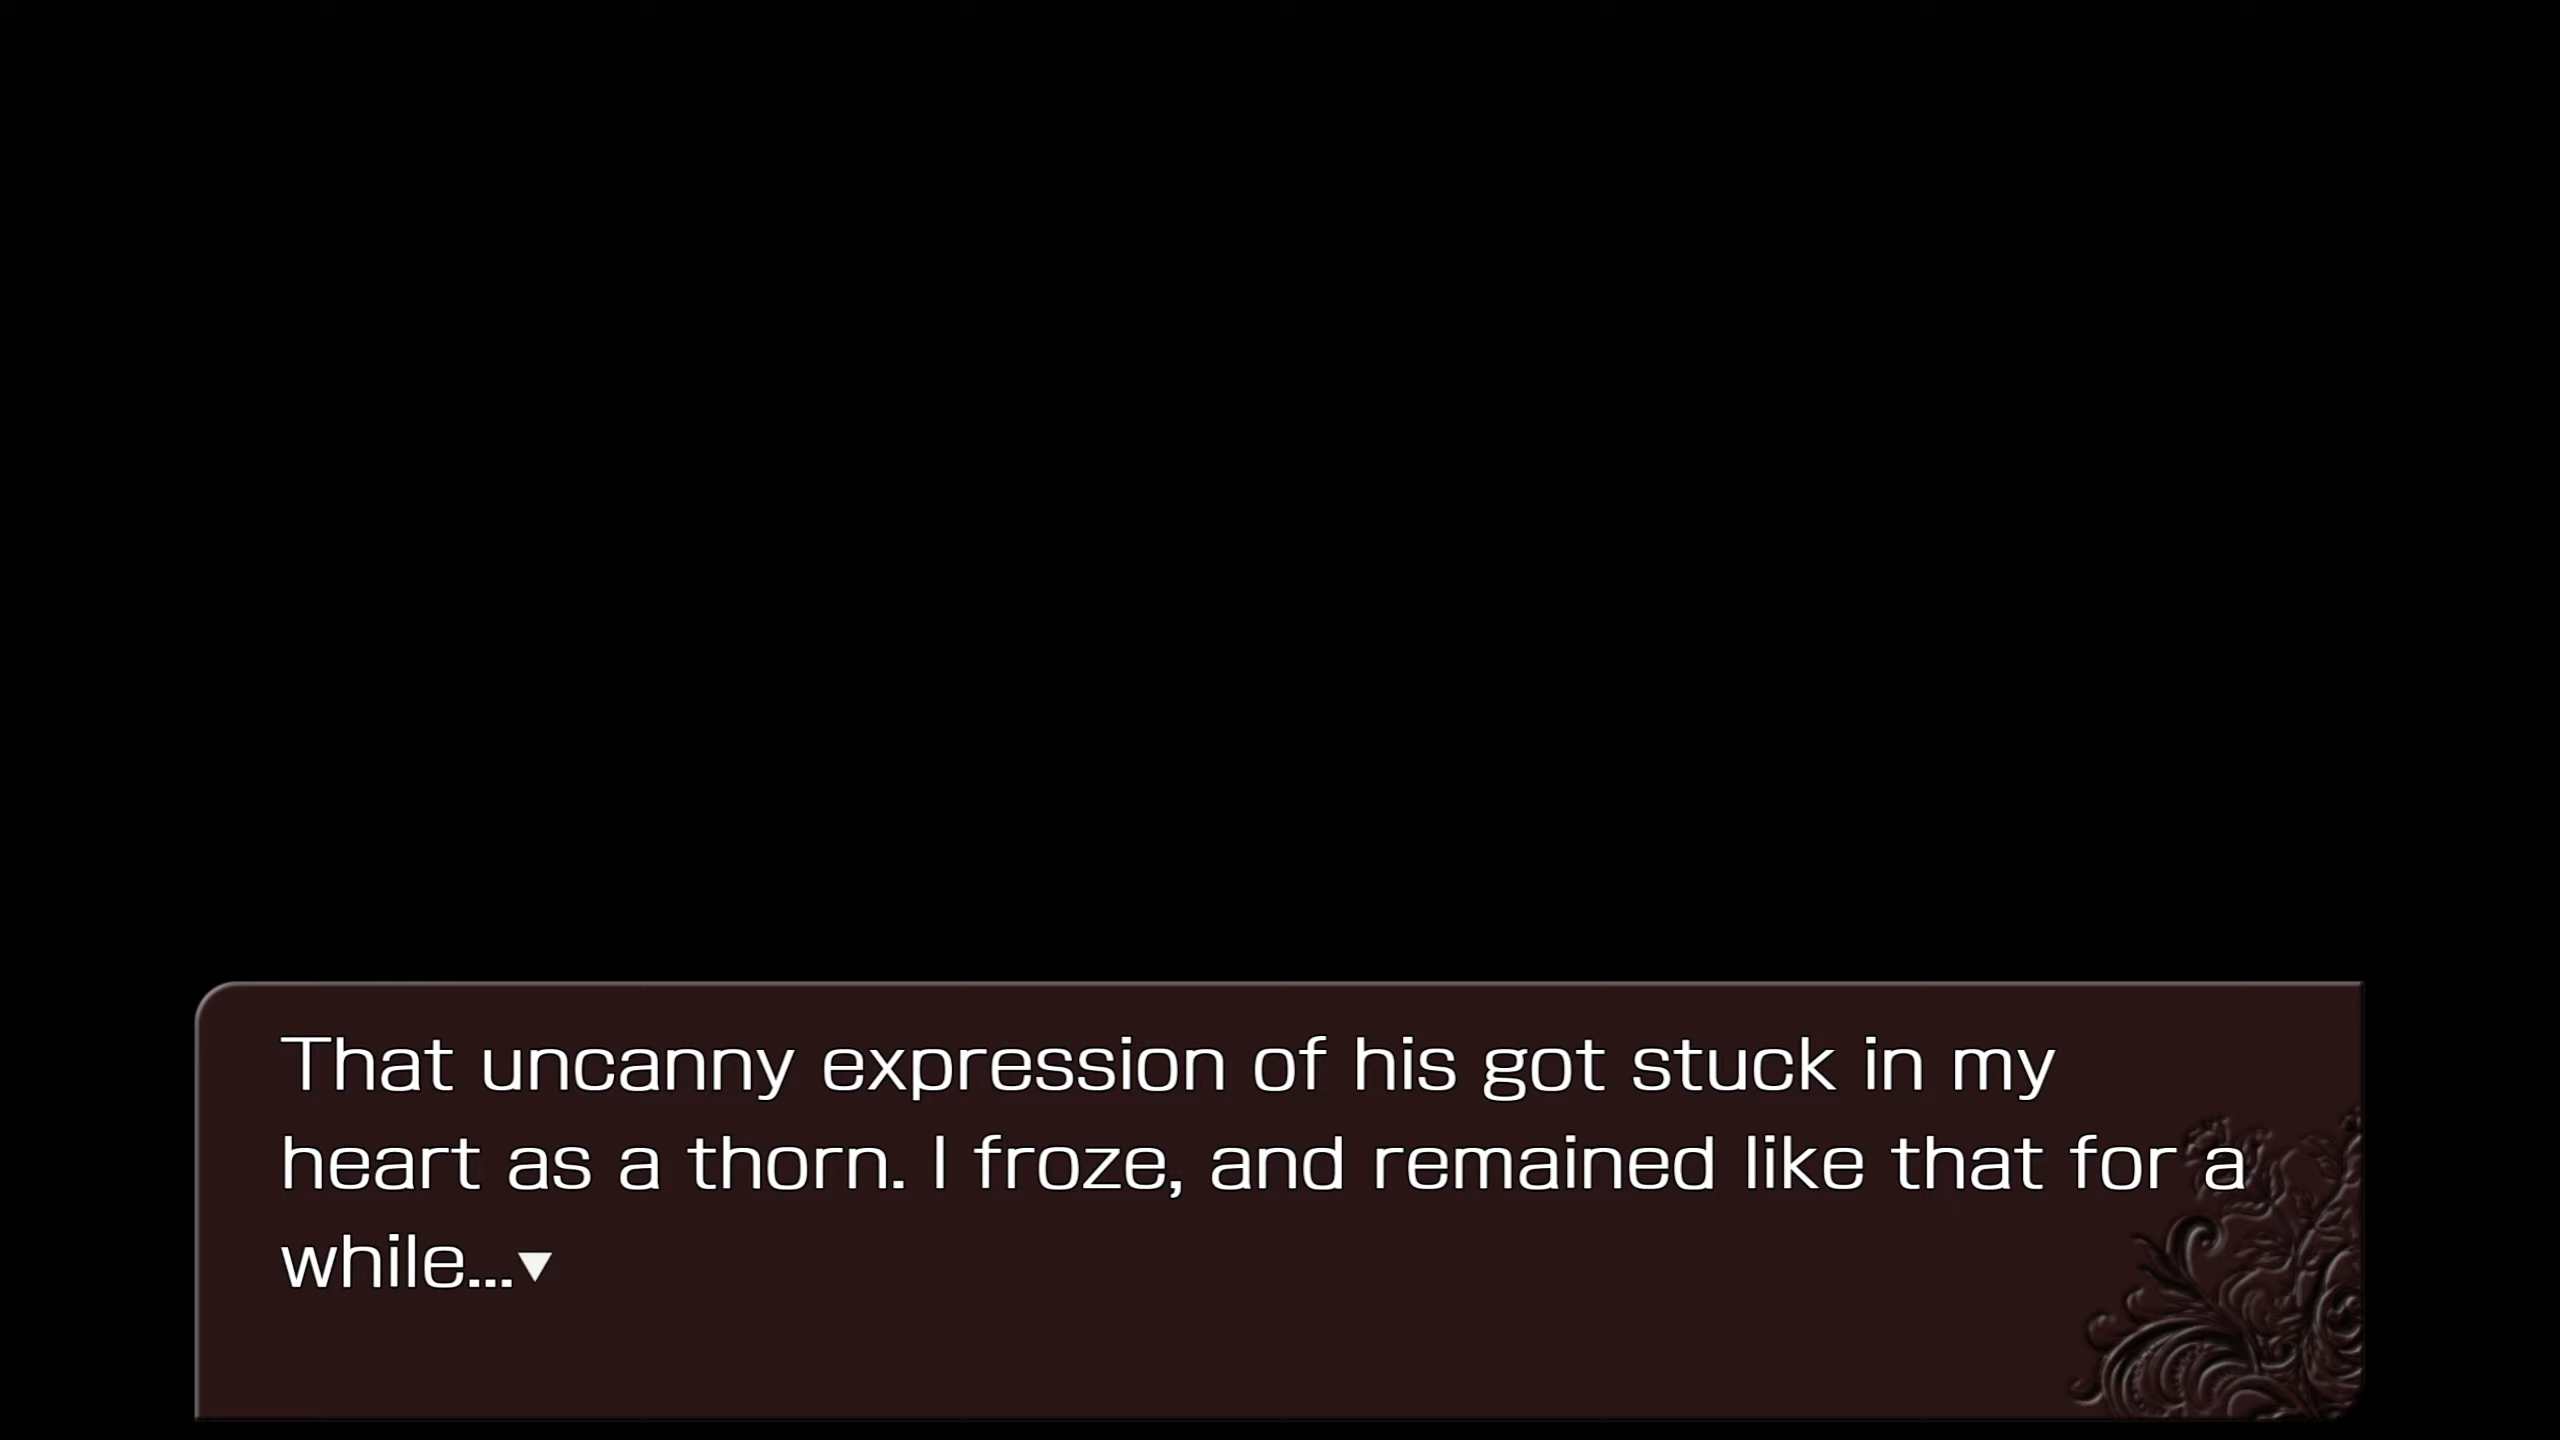 That uncanny expression of his got stuck in my
heart as a thorn. I froze, and remained like that for a
while...▼